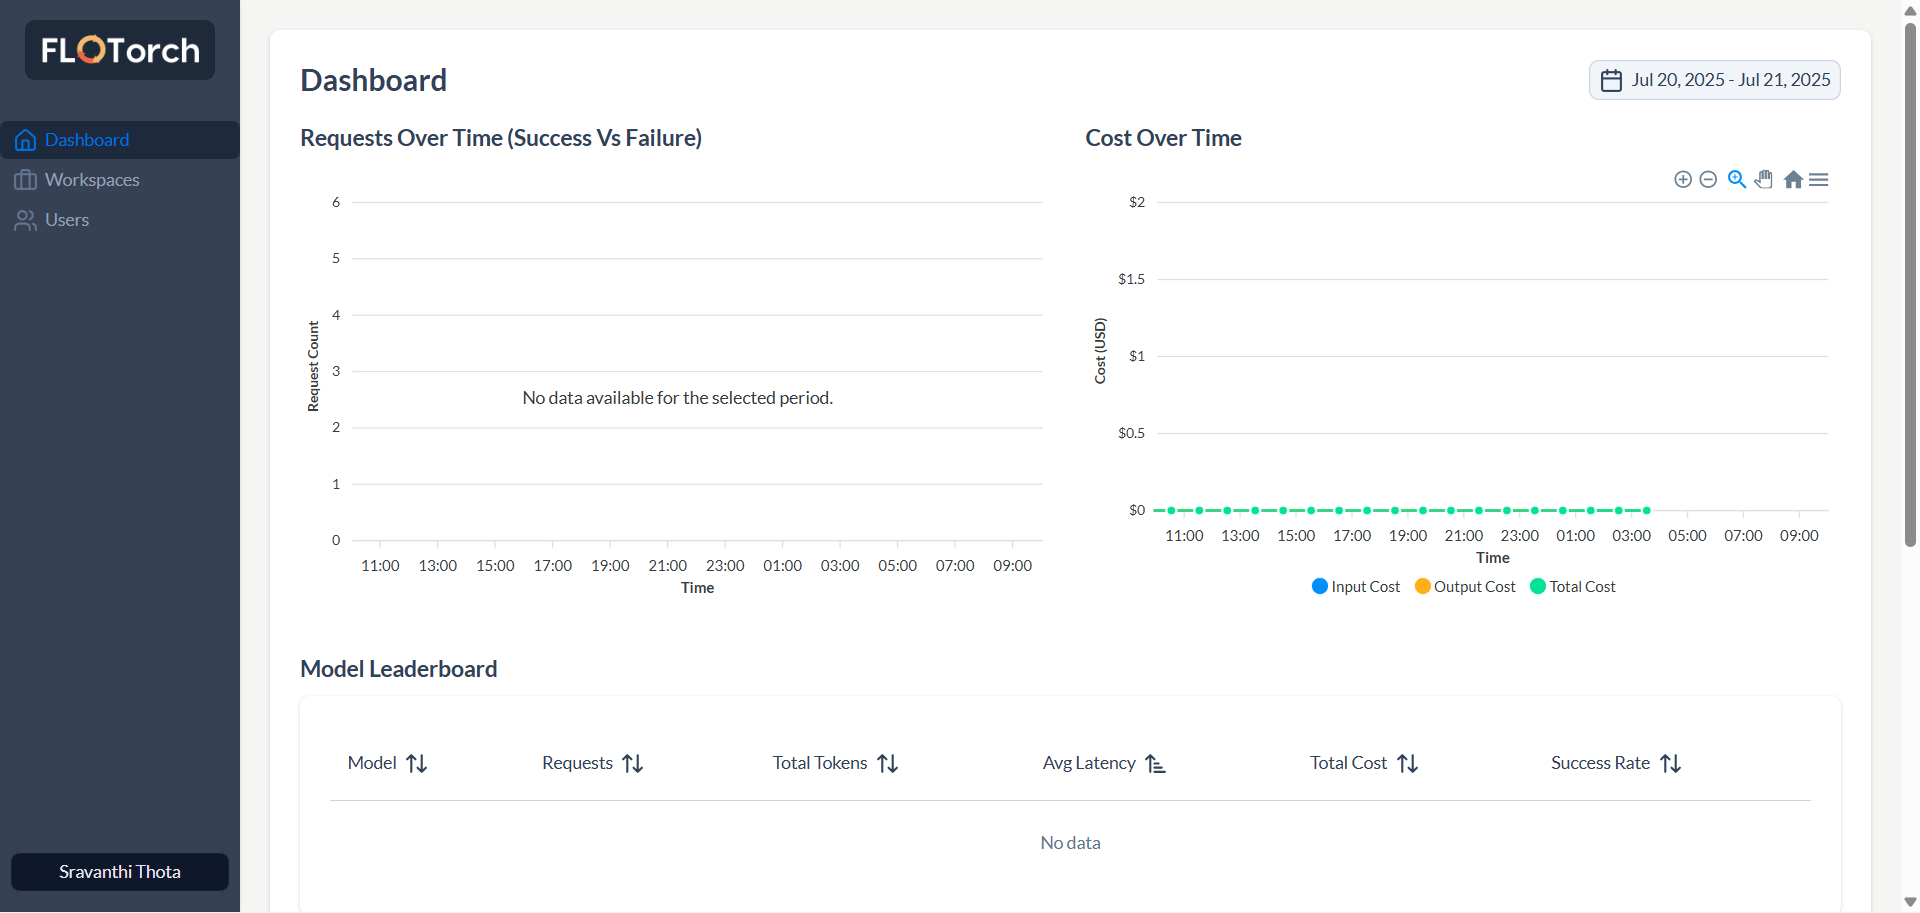 FLOTorch
Dashboard
Workspaces
Users
Sravanthi Thota
Dashboard
Jul 20, 2025 - Jul 21, 2025
Requests Over Time (Success Vs Failure)
6
5
4
3
2
1
0
Request Count
No data available for the selected period.
11:00 13:00 15:00 17:00 19:00 21:00 23:00 01:00 03:00 05:00 07:00 09:00
Time
Cost Over Time
$2
$1.5
$1
$0.5
$0
Cost (USD)
11:00 13:00 15:00 17:00 19:00 21:00 23:00 01:00 03:00 05:00 07:00 09:00
Time
Input Cost Output Cost Total Cost
Model Leaderboard
Model Requests Total Tokens Avg Latency Total Cost Success Rate
No data